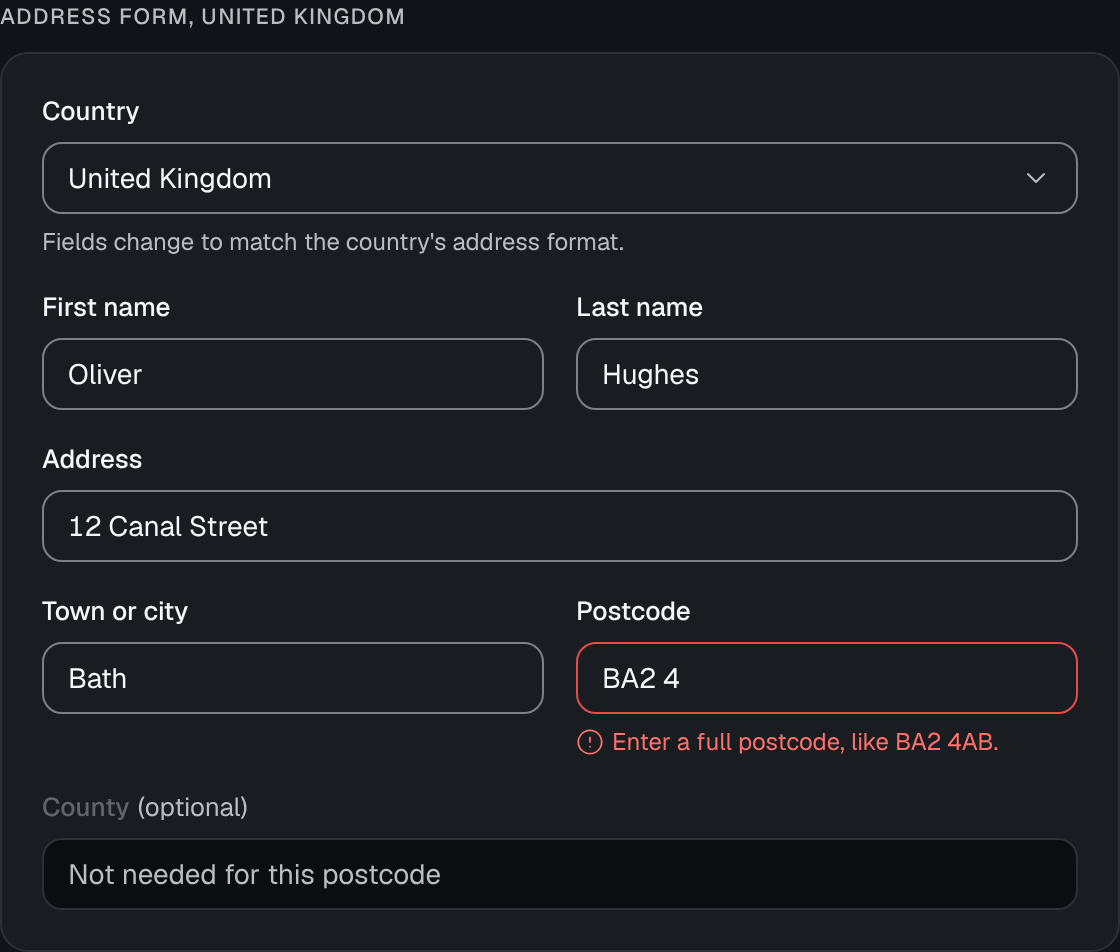 ADDRESS FORM, UNITED KINGDOM
Country
United Kingdom
Fields change to match the country's address format.
First name
Last name
Oliver
Hughes
Address
12 Canal Street
Town or city
Postcode
Bath
BA2 4
Enter a full postcode, like BA2 4AB.
County (optional)
Not needed for this postcode